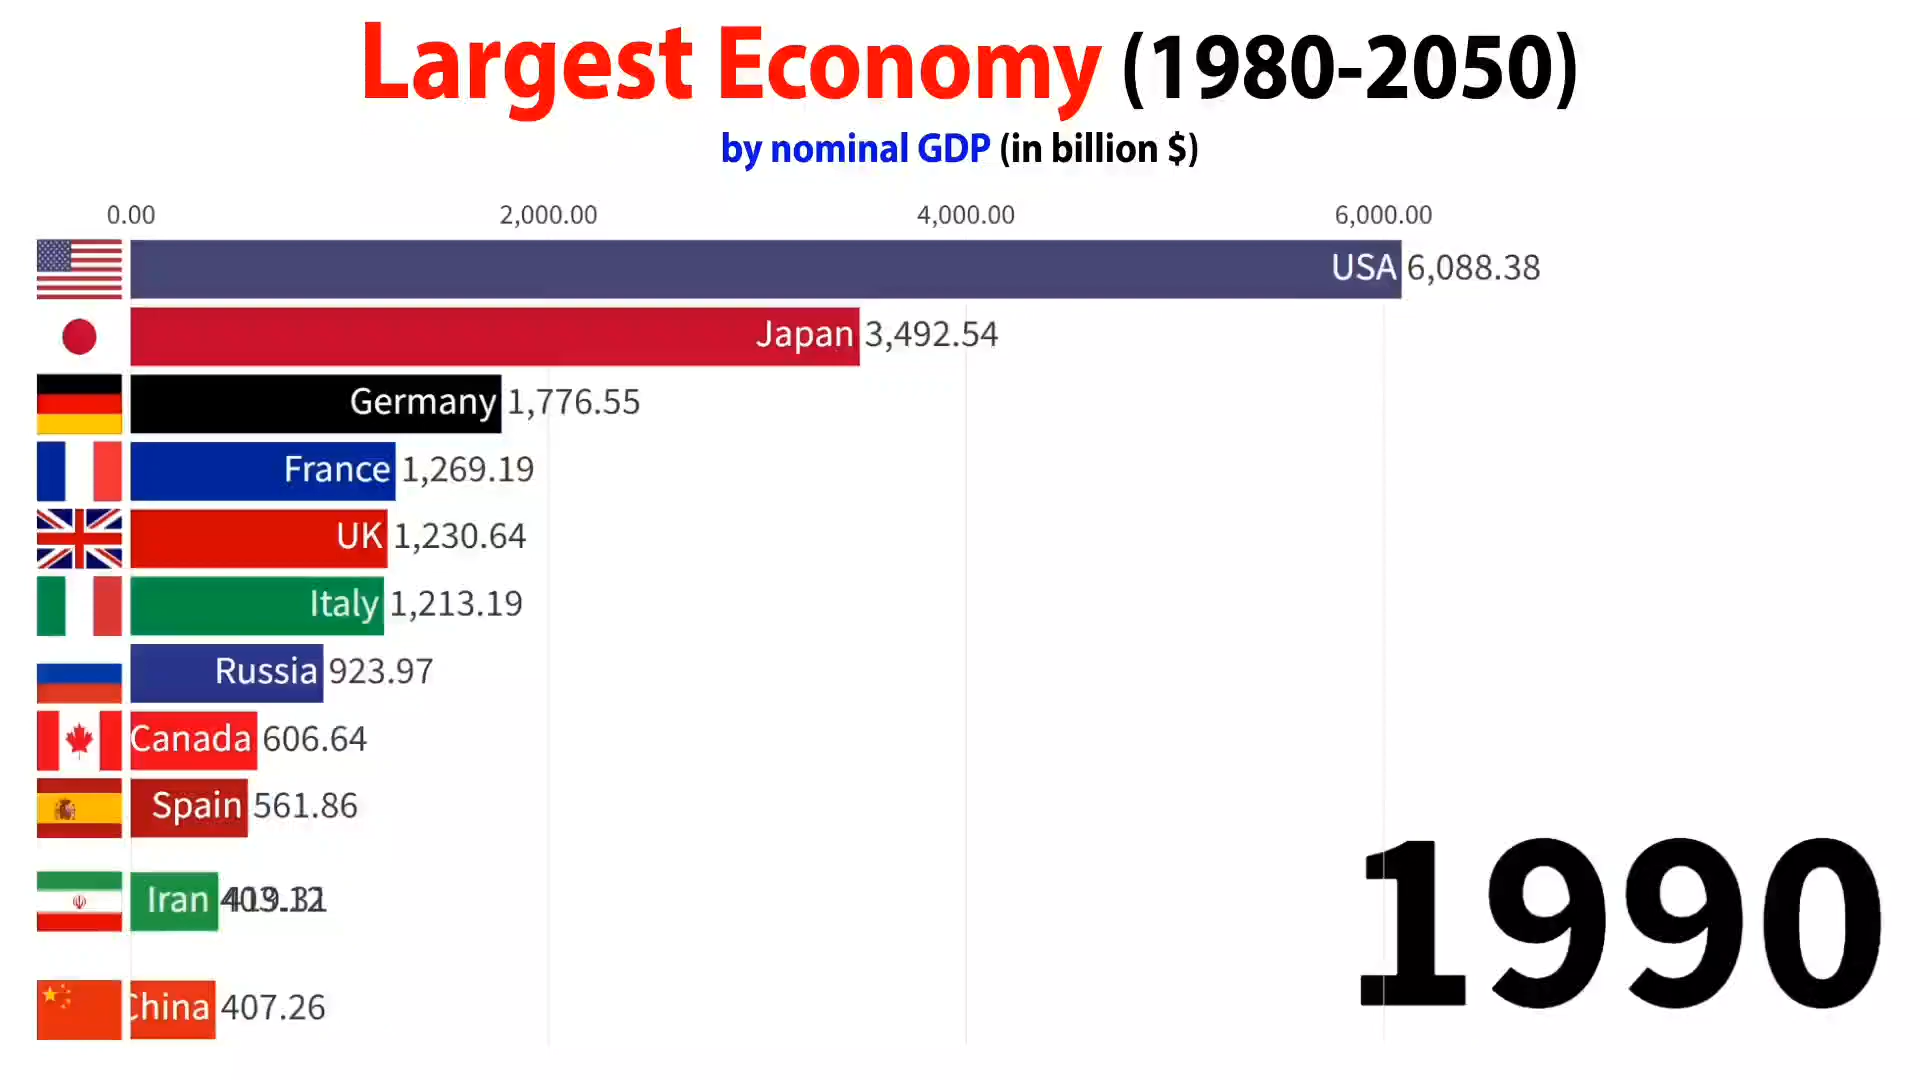 Largest Economy (1980-2050)
by nominal GDP (in billion $)
0.00 2,000.00 4,000.00 6,000.00
USA 6,088.38
Japan 3,492.54
Germany 1,776.55
France 1,269.19
UK 1,230.64
Italy 1,213.19
Russia 923.97
Canada 606.64
Spain 561.86
Iran
China 407.26
1990